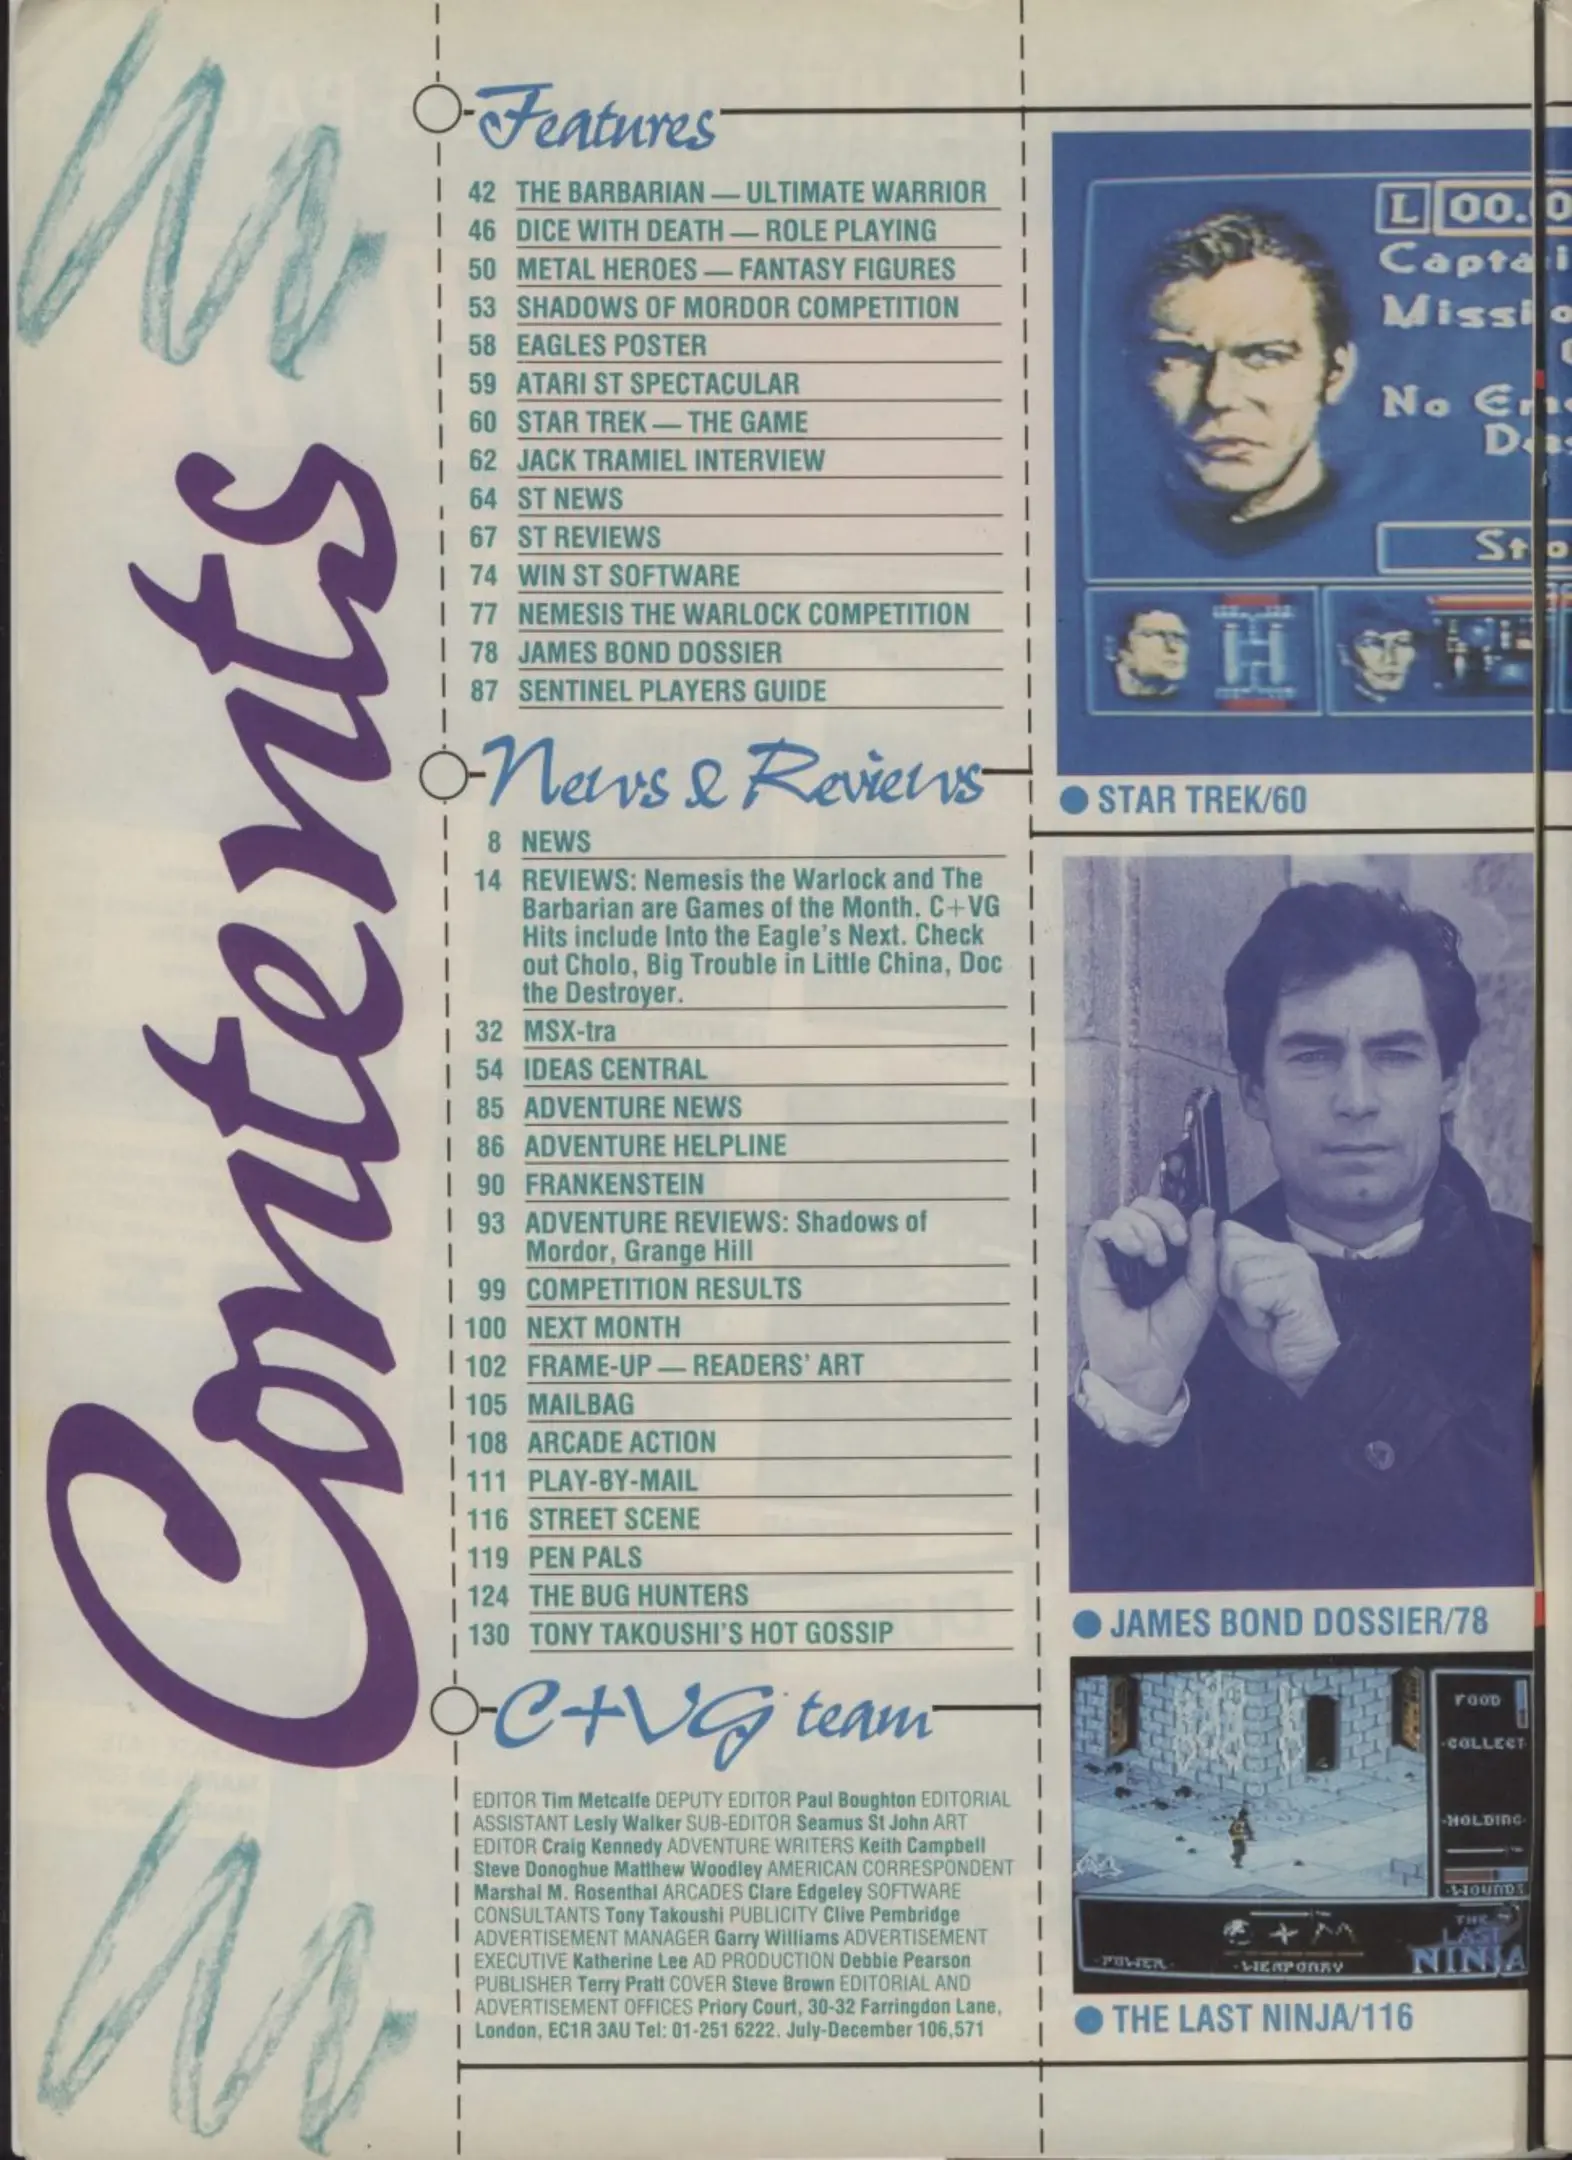 Contents
Features
42 THE BARBARIAN — ULTIMATE WARRIOR
46 DICE WITH DEATH — ROLE PLAYING
50 METAL HEROES — FANTASY FIGURES
53 SHADOWS OF MORDOR COMPETITION
58 EAGLES POSTER
59 ATARI ST SPECTACULAR
60 STAR TREK — THE GAME
62 JACK TRAMIEL INTERVIEW
64 ST NEWS
67 ST REVIEWS
74 WIN ST SOFTWARE
77 NEMESIS THE WARLOCK COMPETITION
78 JAMES BOND DOSSIER
87 SENTINEL PLAYERS GUIDE
News & Reviews
8 NEWS
14 REVIEWS: Nemesis the Warlock and The
Barbarian are Games of the Month. C+VG
Hits include Into the Eagle's Next. Check
out Cholo, Big Trouble in Little China, Doc
the Destroyer.
32 MSX-tra
54 IDEAS CENTRAL
85 ADVENTURE NEWS
86 ADVENTURE HELPLINE
90 FRANKENSTEIN
93 ADVENTURE REVIEWS: Shadows of
Mordor, Grange Hill
99 COMPETITION RESULTS
100 NEXT MONTH
102 FRAME-UP — READERS' ART
105 MAILBAG
108 ARCADE ACTION
111 PLAY-BY-MAIL
116 STREET SCENE
119 PEN PALS
124 THE BUG HUNTERS
130 TONY TAKOUSHI'S HOT GOSSIP
C+VG team
EDITOR Tim Metcalfe DEPUTY EDITOR Paul Boughton EDITORIAL
ASSISTANT Lesly Walker SUB-EDITOR Seamus St John ART
EDITOR Craig Kennedy ADVENTURE WRITERS Keith Campbell
Steve Donoghue Matthew Woodley AMERICAN CORRESPONDENT
Marshal M. Rosenthal ARCADES Clare Edgeley SOFTWARE
CONSULTANTS Tony Takoushi PUBLICITY Clive Pembridge
ADVERTISEMENT MANAGER Garry Williams ADVERTISEMENT
EXECUTIVE Katherine Lee AD PRODUCTION Debbie Pearson
PUBLISHER Terry Pratt COVER Steve Brown EDITORIAL AND
ADVERTISEMENT OFFICES Priory Court, 30-32 Farringdon Lane,
London, EC1R 3AU Tel: 01-251 6222. July-December 106,571
L 00.
No
STAR TREK/60
JAMES BOND DOSSIER/78
FOOD
COLLECT
HOLDING
WOUNDS
POWER
WEAPONRY
THE
LAST
NINJA
THE LAST NINJA/116